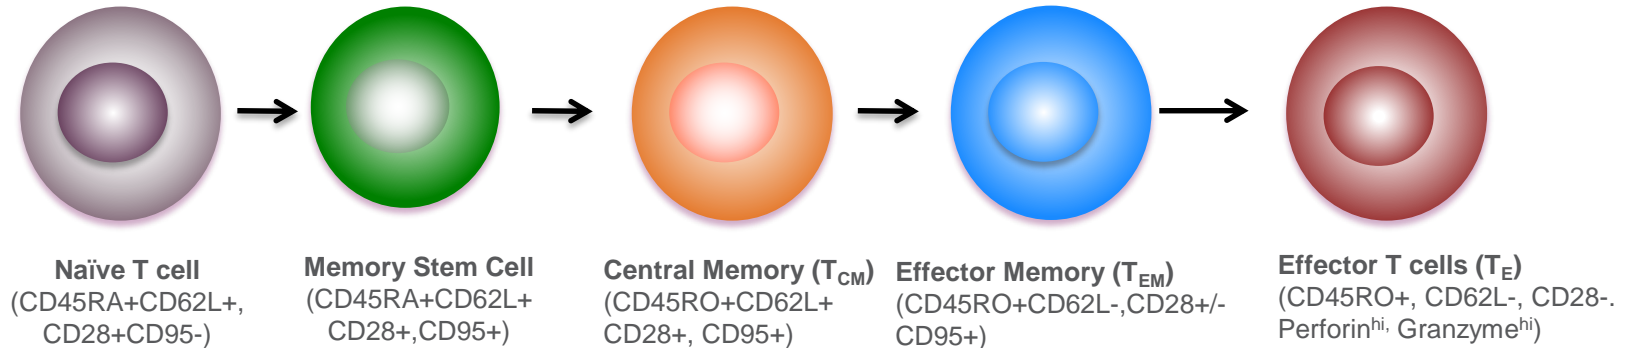 Naïve T cell
(CD45RA+CD62L+,
CD28+CD95-)
Memory Stem Cell
(CD45RA+CD62L+
CD28+,CD95+)
Central Memory (TCM)
(CD45RO+CD62L+
CD28+, CD95+)
Effector Memory (TEM)
(CD45RO+CD62L-,CD28+/-
CD95+)
Effector T cells (TE)
(CD45RO+, CD62L-, CD28-.
Perforinhi, Granzymehi)